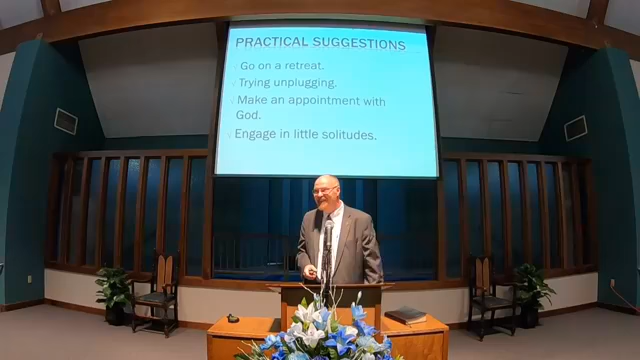 PRACTICAL SUGGESTIONS
Go on a retreat.
Trying unplugging.
Make an appointment with
God.
Engage in little solitudes.